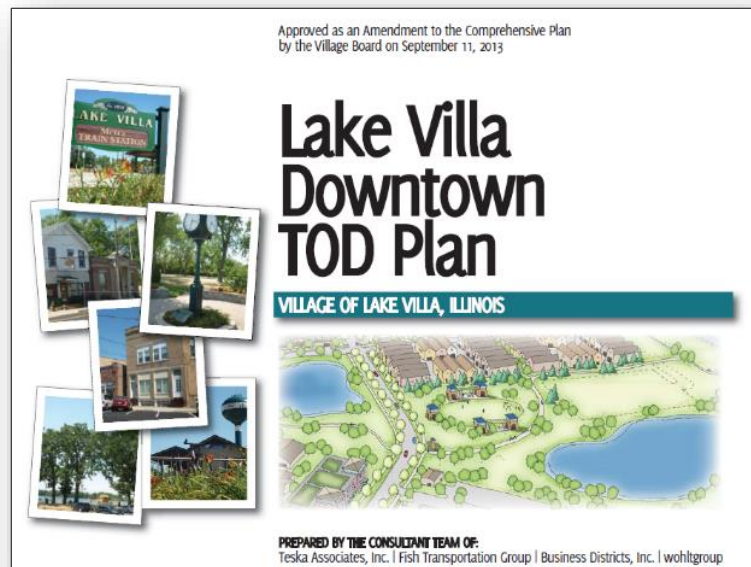 Approved as an Amendment to the Comprehensive Plan
by the Village Board on September 11, 2013
LAKE VILLA
METRA
TRAIN STATION
Lake Villa
Downtown
TOD Plan
VILLAGE OF LAKE VILLA, ILLINOIS
PREPARED BY THE CONSULTANT TEAM OF:
Teska Associates, Inc. | Fish Transportation Group | Business Districts, Inc. | wohltgroup